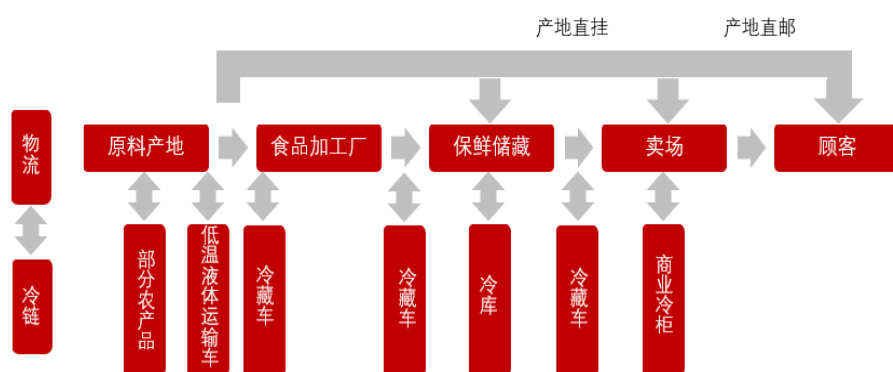 产地直挂
产地直邮
物流
原料产地
食品加工厂
保鲜储藏
卖场
顾客
冷链
部分农产品
低温液体运输车
冷藏车
冷藏车
冷库
冷藏车
商业冷柜